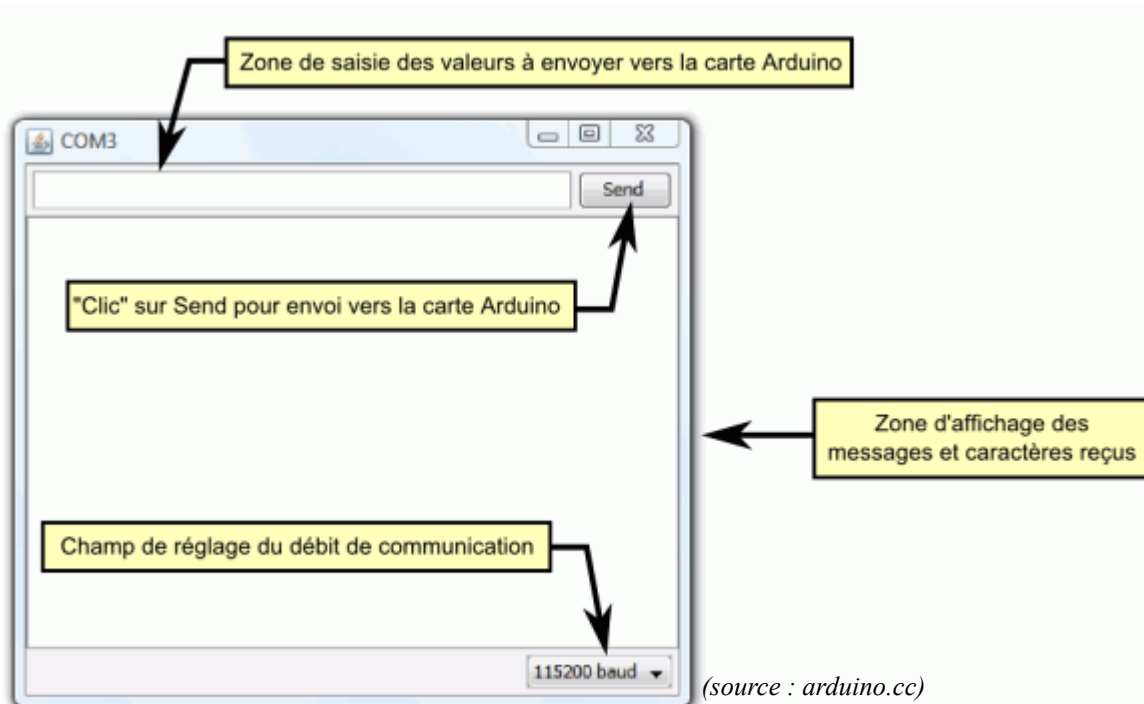 Zone de saisie des valeurs à envoyer vers la carte Arduino
COM3
Send
"Clic" sur Send pour envoi vers la carte Arduino
Zone d'affichage des
messages et caractères reçus
Champ de réglage du débit de communication
115200 baud
(source : arduino.cc)